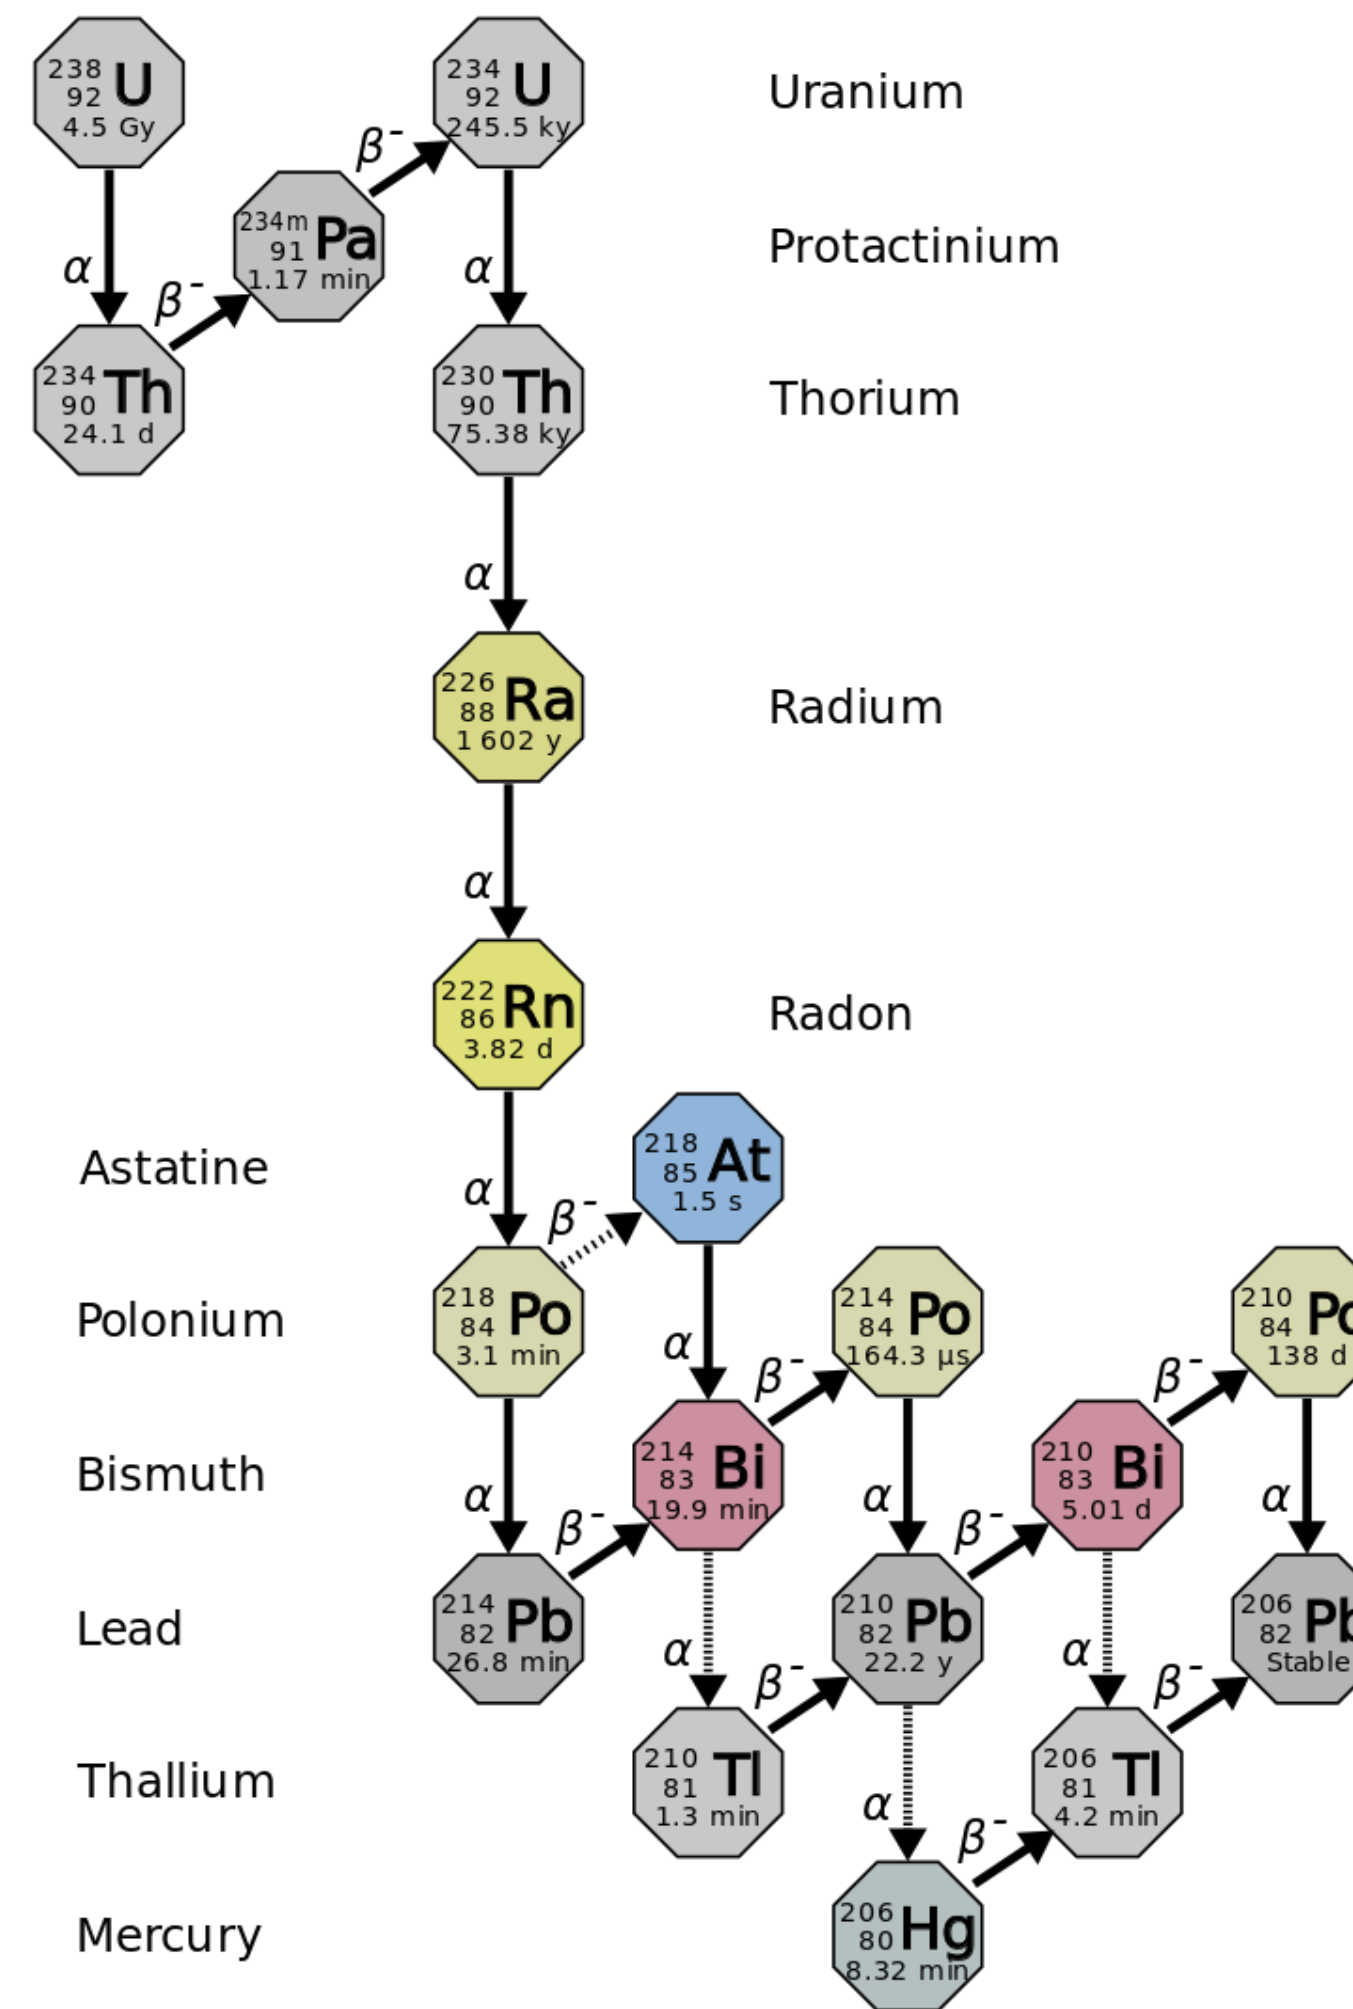 238
92 U
4.5 Gy
234
92 U
245.5 ky
Uranium
β-
234m
91 Pa
1.17 min
Protactinium
α
β-
α
234
90 Th
24.1 d
230
90 Th
75.38 ky
Thorium
α
226
88 Ra
1 602 y
Radium
α
222
86 Rn
3.82 d
Radon
Astatine
218
85 At
1.5 s
α
β-
Polonium
218
84 Po
3.1 min
214
84 Po
164.3 µs
210
84 Po
138 d
α
β-
β-
Bismuth
214
83 Bi
19.9 min
210
83 Bi
5.01 d
α
β-
α
β-
α
Lead
214
82 Pb
26.8 min
210
82 Pb
22.2 y
206
82 Pb
Stable
α
β-
α
β-
Thallium
210
81 Tl
1.3 min
206
81 Tl
4.2 min
α
β-
Mercury
206
80 Hg
8.32 min